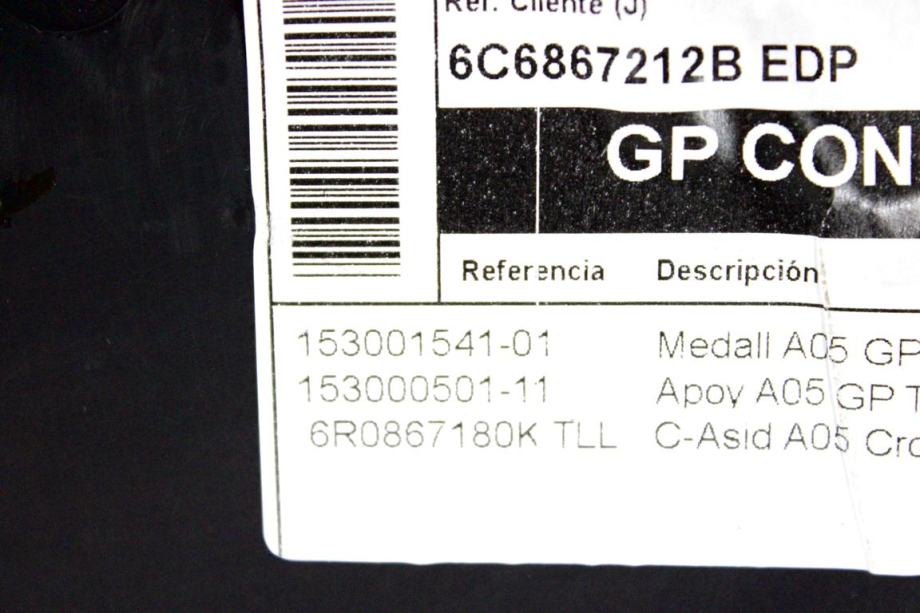 Ref. Cliente (J)
6C6867212B EDP
GP CON
Referencia Descripción
153001541-01 Medall A05 GP
153000501-11 Apoy A05 GP T
6R0867180K TLL C-Asid A05 Cro